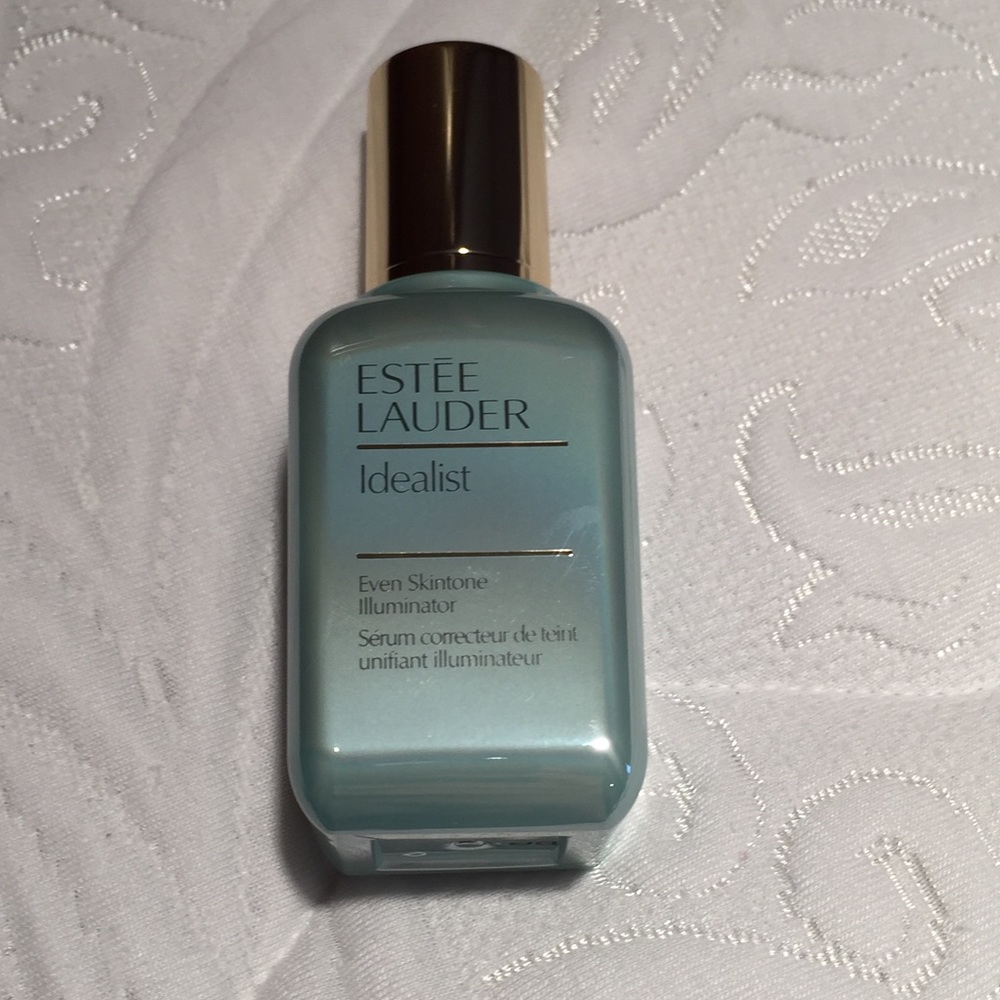 ESTĒE
LAUDER
Idealist
Even Skintone
Illuminator
Sérum correcteur de teint
unifiant illuminateur